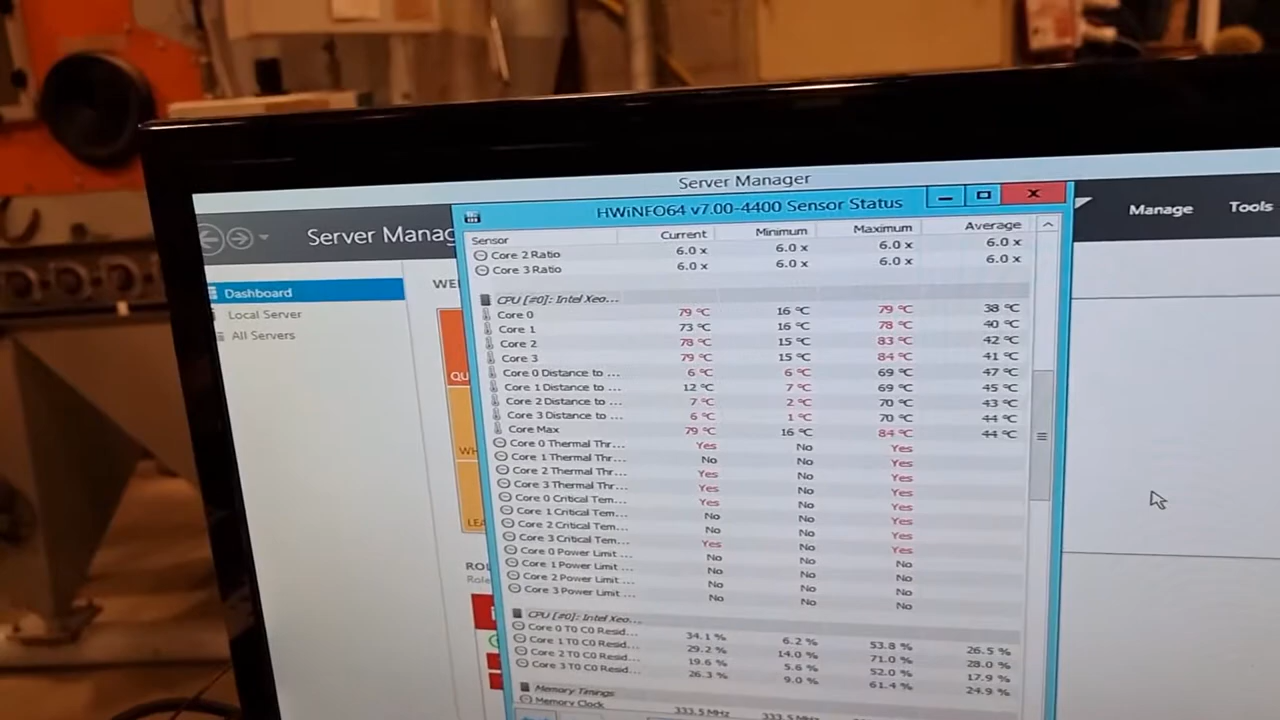 Server Manager
HWiNFO64 v7.00-4400 Sensor Status
Manage Tools
Server Manag
Dashboard
Local Server
All Servers
WE
QU
WH
LEA
ROL
Role
Sensor Current Minimum Maximum Average
Core 2 Ratio 6.0 x 6.0 x 6.0 x 6.0 x
Core 3 Ratio 6.0 x 6.0 x 6.0 x 6.0 x
CPU [#0]: Intel Xeo...
Core 0 79 °C 16 °C 79 °C 38 °C
Core 1 73 °C 16 °C 78 °C 40 °C
Core 2 78 °C 15 °C 83 °C 42 °C
Core 3 79 °C 15 °C 84 °C 41 °C
Core 0 Distance to ... 6 °C 6 °C 69 °C 47 °C
Core 1 Distance to ... 12 °C 7 °C 69 °C 45 °C
Core 2 Distance to ... 7 °C 2 °C 70 °C 43 °C
Core 3 Distance to ... 6 °C 1 °C 70 °C 44 °C
Core Max 79 °C 16 °C 84 °C 44 °C
Core 0 Thermal Thr... Yes No Yes
Core 1 Thermal Thr... No No Yes
Core 2 Thermal Thr... Yes No Yes
Core 3 Thermal Thr... Yes No Yes
Core 0 Critical Tem... Yes No Yes
Core 1 Critical Tem... No No Yes
Core 2 Critical Tem... No No Yes
Core 3 Critical Tem... Yes No Yes
Core 0 Power Limit ... No No No
Core 1 Power Limit ... No No No
Core 2 Power Limit ... No No No
Core 3 Power Limit ... No No No
CPU [#0]: Intel Xeo...
Core 0 T0 C0 Resid... 34.1 % 6.2 % 53.8 % 26.5 %
Core 1 T0 C0 Resid... 29.2 % 14.0 % 71.0 % 28.0 %
Core 2 T0 C0 Resid... 19.6 % 5.6 % 52.0 % 17.9 %
Core 3 T0 C0 Resid... 26.3 % 9.0 % 61.4 % 24.9 %
Memory Timings
Memory Clock 333.5 MHz 333.5 MHz